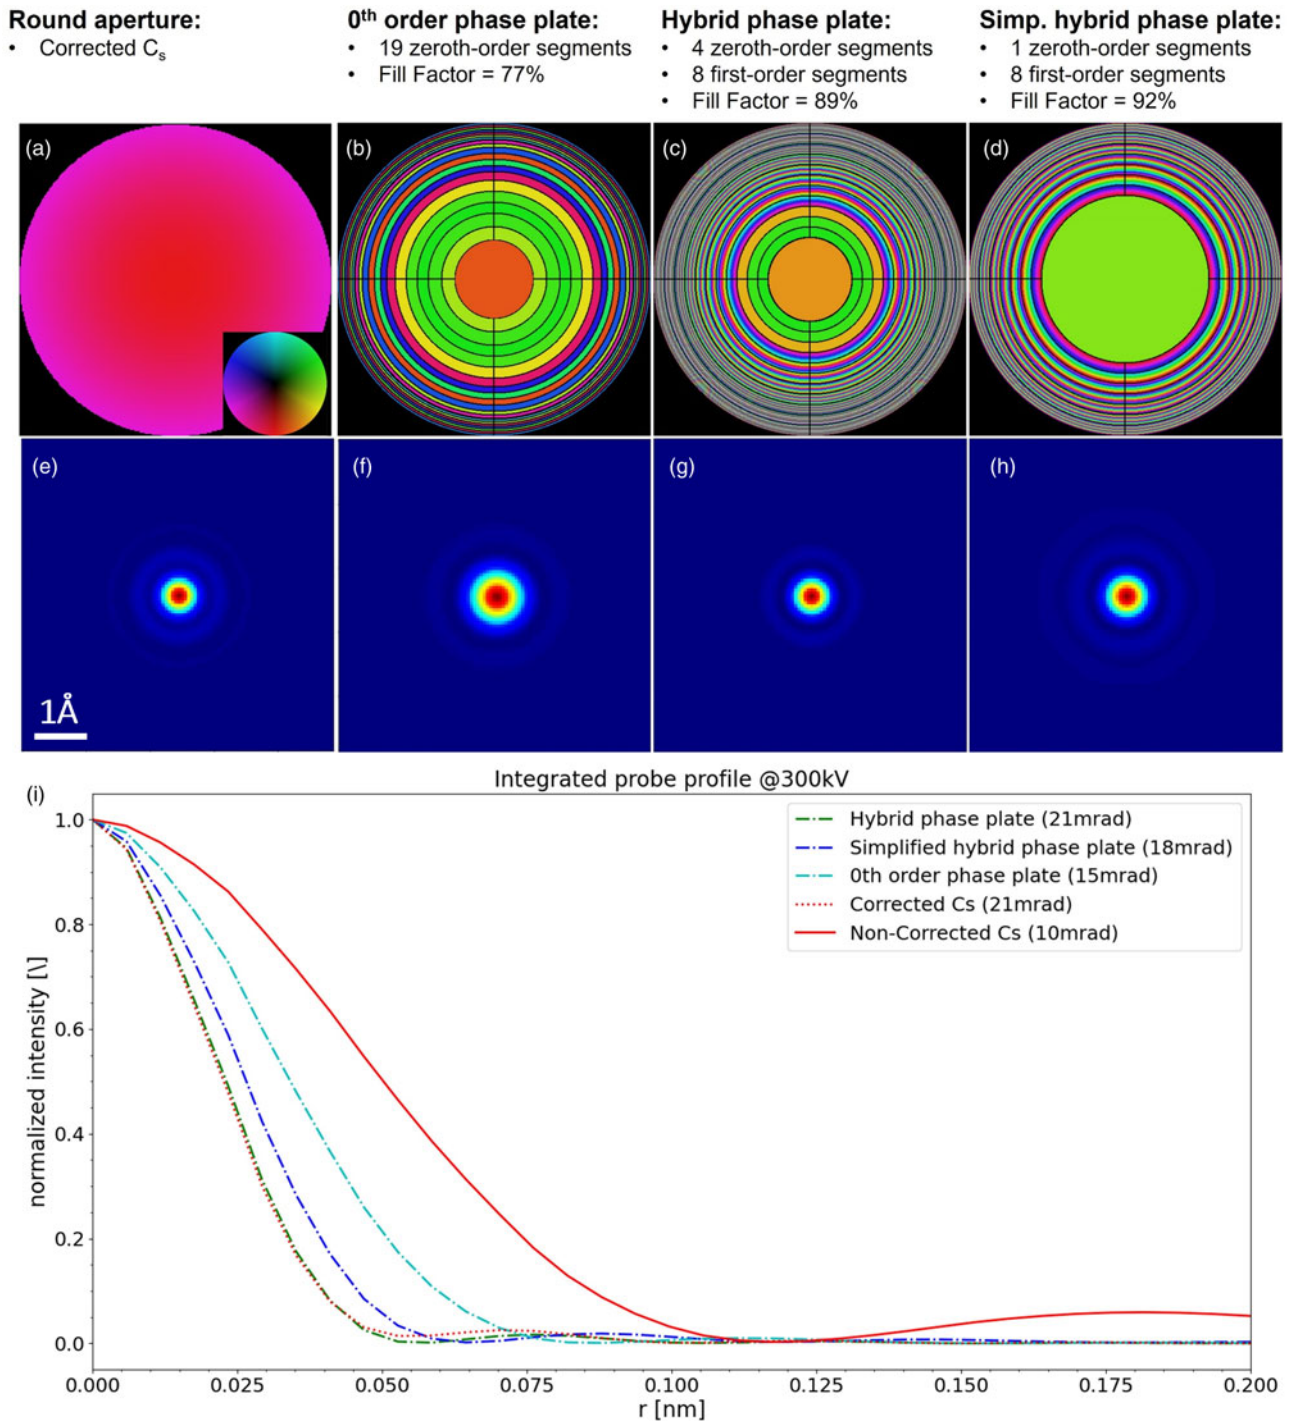 Round aperture:
• Corrected Cs
0th order phase plate:
• 19 zeroth-order segments
• Fill Factor = 77%
Hybrid phase plate:
• 4 zeroth-order segments
• 8 first-order segments
• Fill Factor = 89%
Simp. hybrid phase plate:
• 1 zeroth-order segments
• 8 first-order segments
• Fill Factor = 92%
(a)
(b)
(c)
(d)
(e)
(f)
(g)
(h)
1Å
(i)
Integrated probe profile @300kV
Hybrid phase plate (21mrad)
Simplified hybrid phase plate (18mrad)
0th order phase plate (15mrad)
Corrected Cs (21mrad)
Non-Corrected Cs (10mrad)
normalized intensity [\]
1.0
0.8
0.6
0.4
0.2
0.0
0.000 0.025 0.050 0.075 0.100 0.125 0.150 0.175 0.200
r [nm]